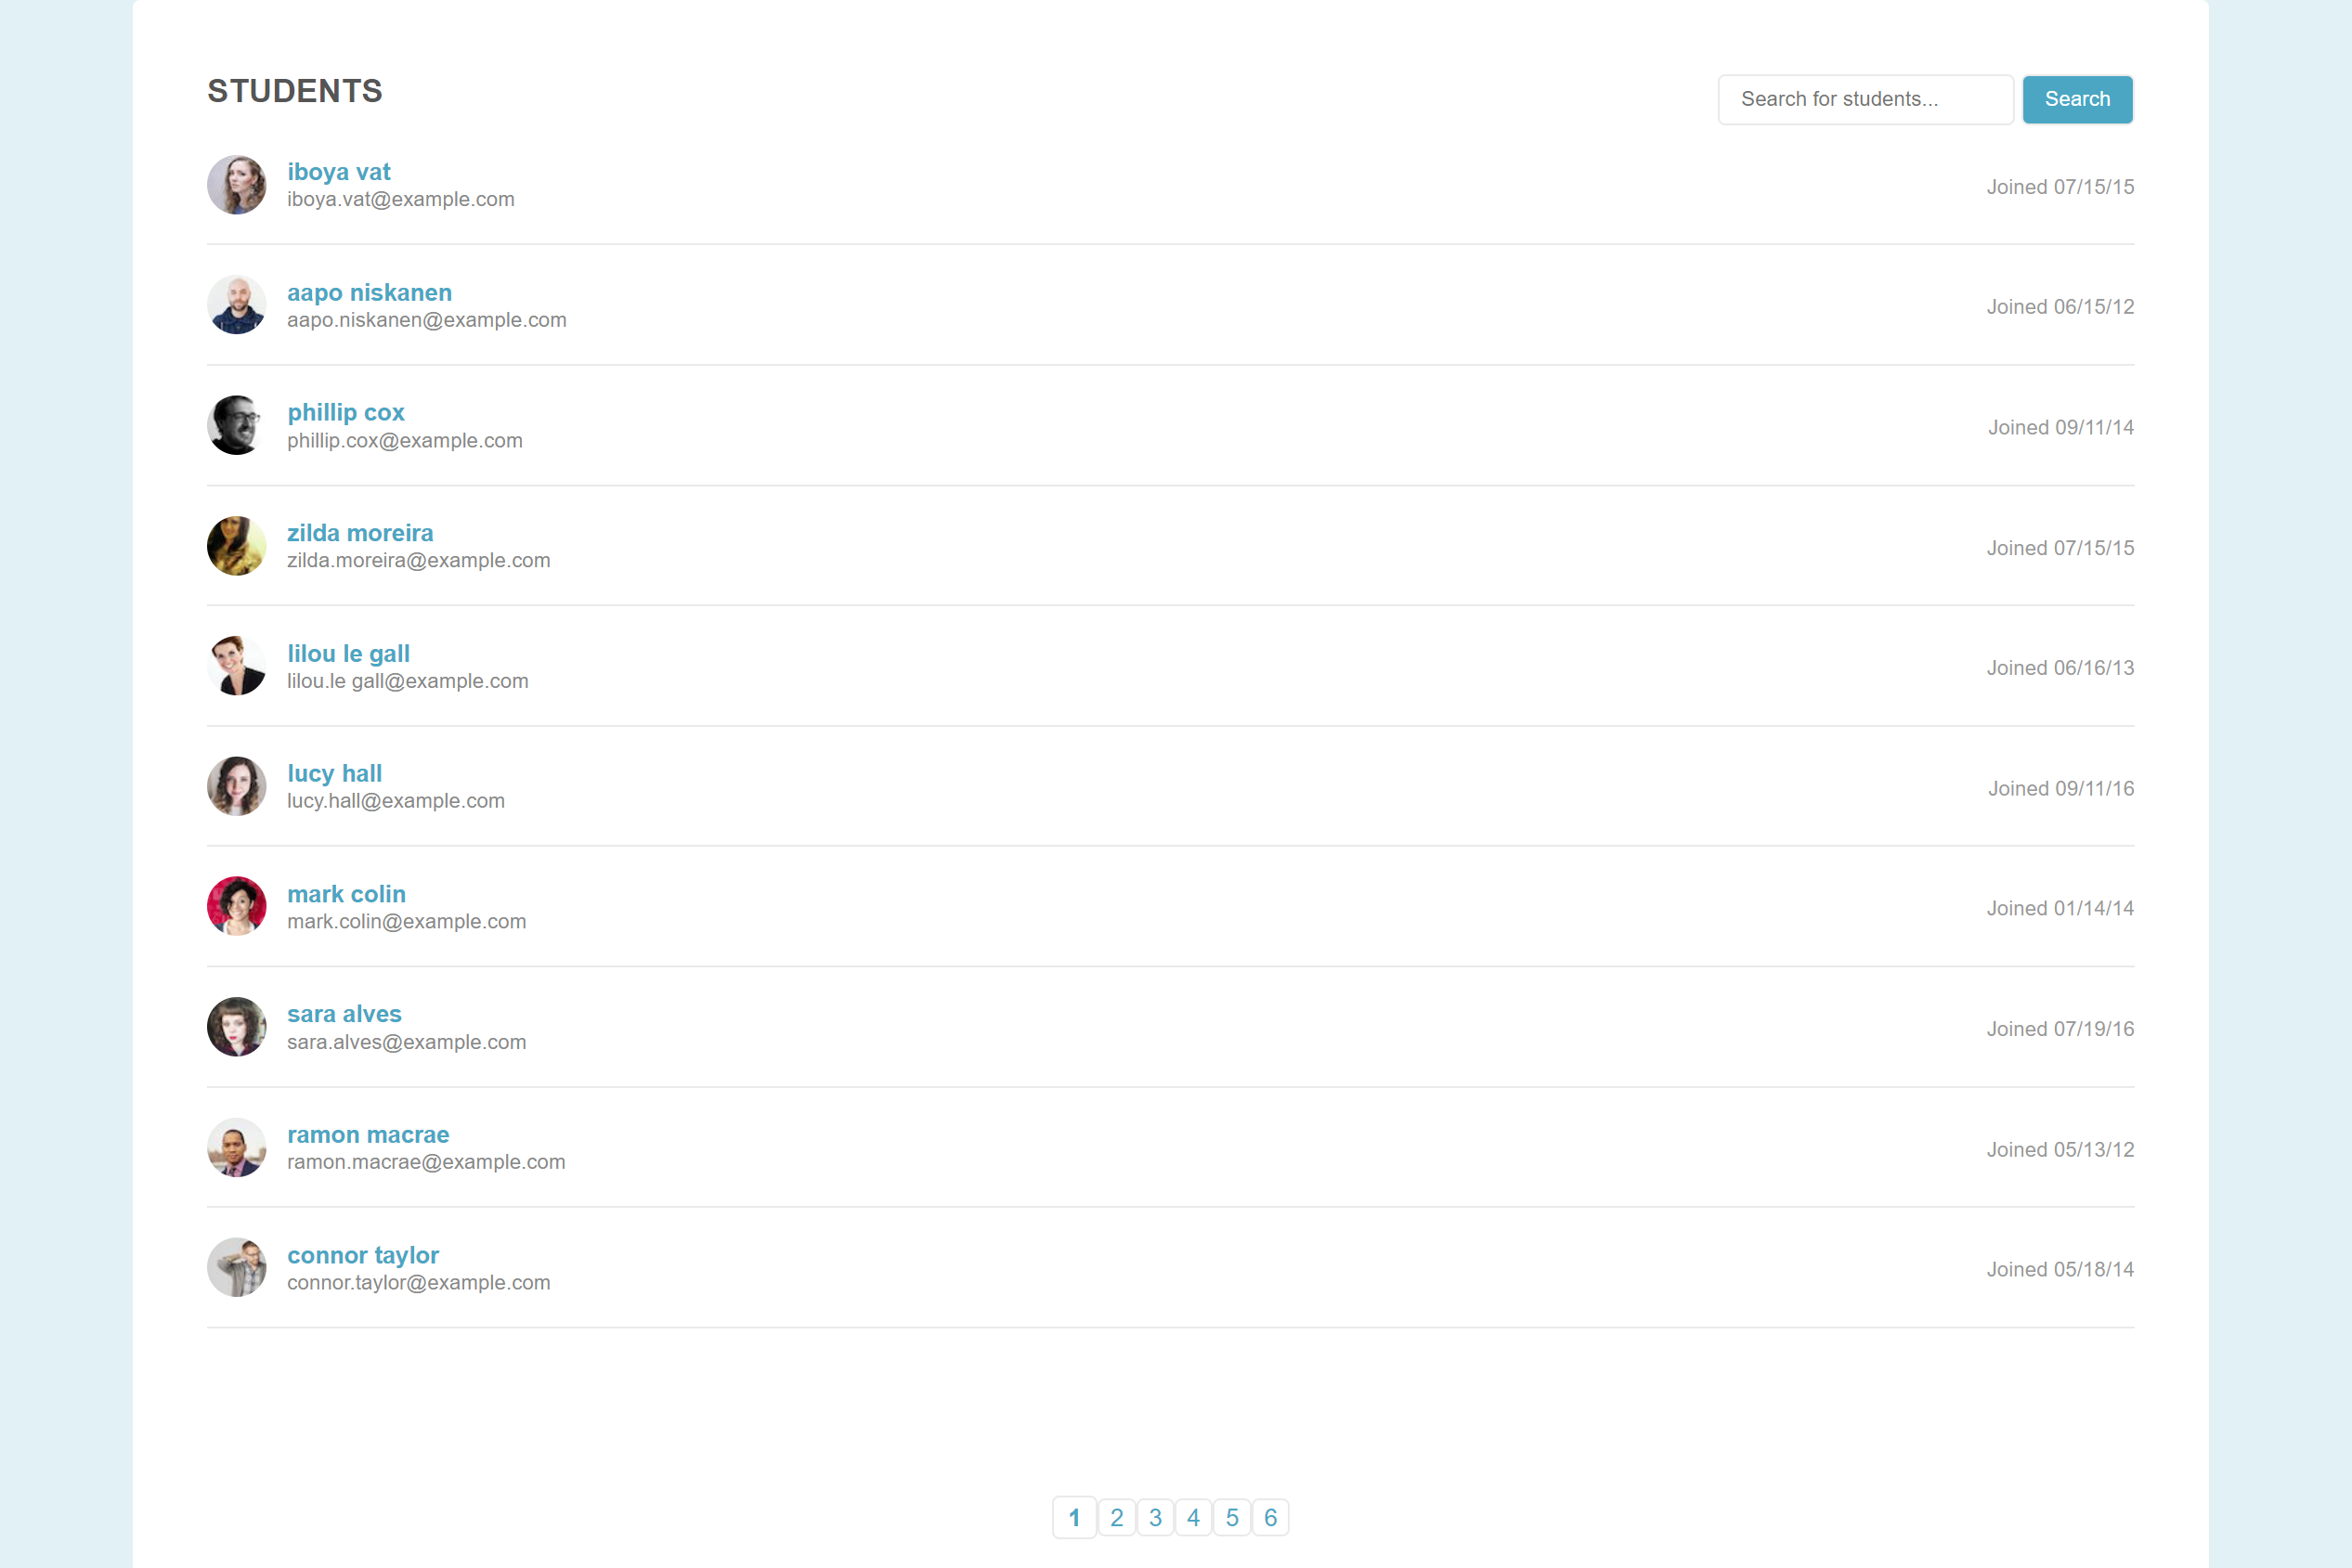 STUDENTS
Search for students...
Search
iboya vat
iboya.vat@example.com
Joined 07/15/15
aapo niskanen
aapo.niskanen@example.com
Joined 06/15/12
phillip cox
phillip.cox@example.com
Joined 09/11/14
zilda moreira
zilda.moreira@example.com
Joined 07/15/15
lilou le gall
lilou.le gall@example.com
Joined 06/16/13
lucy hall
lucy.hall@example.com
Joined 09/11/16
mark colin
mark.colin@example.com
Joined 01/14/14
sara alves
sara.alves@example.com
Joined 07/19/16
ramon macrae
ramon.macrae@example.com
Joined 05/13/12
connor taylor
connor.taylor@example.com
Joined 05/18/14
1 2 3 4 5 6